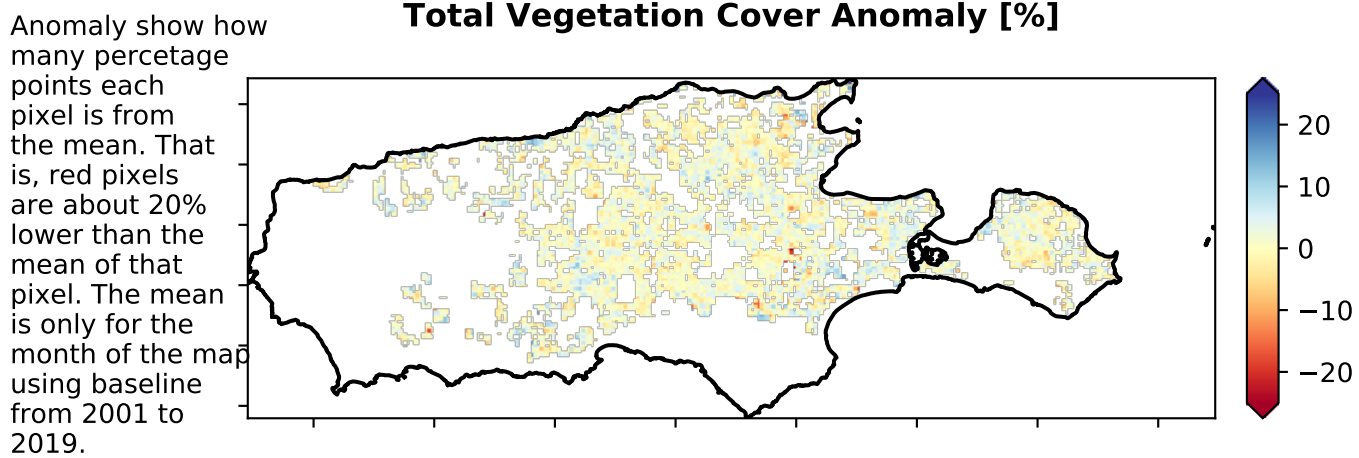 Total Vegetation Cover Anomaly [%]
Anomaly show how
many percetage
points each
pixel is from
the mean. That
is, red pixels
are about 20%
lower than the
mean of that
pixel. The mean
is only for the
month of the map
using baseline
from 2001 to
2019.
20
10
0
−10
−20